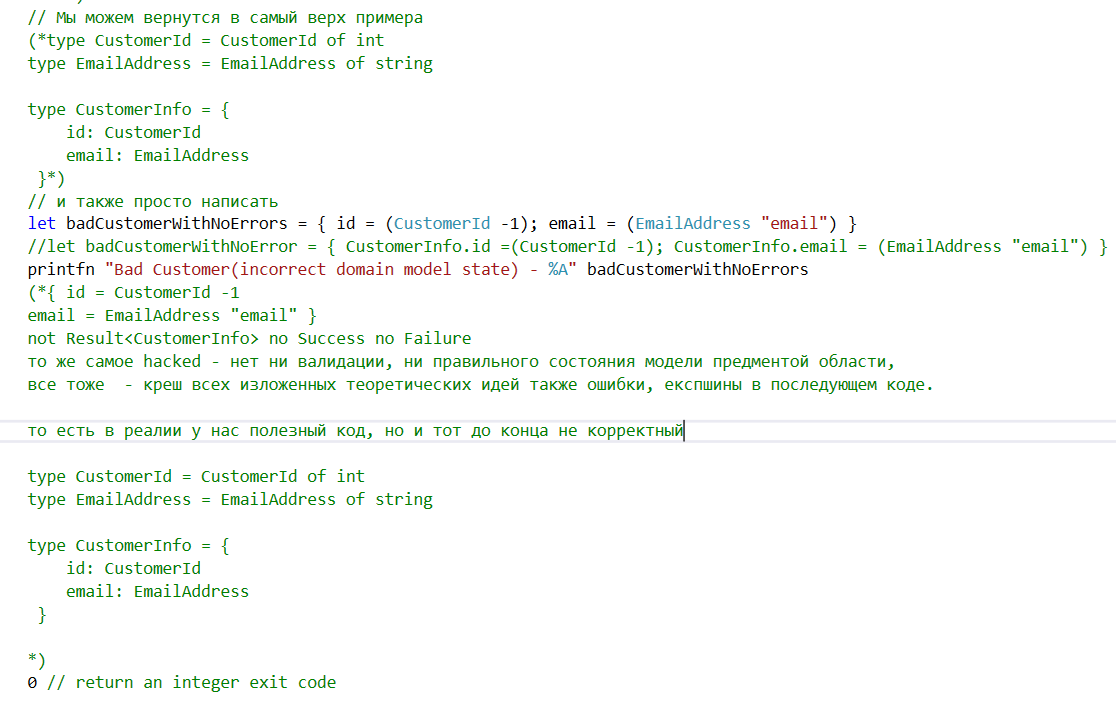 // Мы можем вернутся в самый верх примера
(*type CustomerId = CustomerId of int
type EmailAddress = EmailAddress of string
type CustomerInfo = {
id: CustomerId
email: EmailAddress
}*)
// и также просто написать
let badCustomerWithNoErrors = { id = (CustomerId -1); email = (EmailAddress "email") }
//let badCustomerWithNoError = { CustomerInfo.id =(CustomerId -1); CustomerInfo.email = (EmailAddress "email") }
printfn "Bad Customer(incorrect domain model state) - %A" badCustomerWithNoErrors
(*{ id = CustomerId -1
email = EmailAddress "email" }
not Result<CustomerInfo> no Success no Failure
то же самое hacked - нет ни валидации, ни правильного состояния модели предментой области,
все тоже  - креш всех изложенных теоретических идей также ошибки, експшины в последующем коде.
то есть в реалии у нас полезный код, но и тот до конца не корректный
type CustomerId = CustomerId of int
type EmailAddress = EmailAddress of string
type CustomerInfo = {
id: CustomerId
email: EmailAddress
}
*)
0 // return an integer exit code